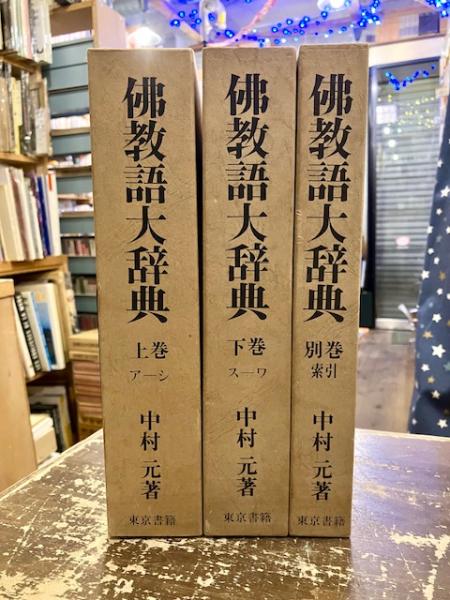 佛教語大辞典
上巻
アーシ
中村 元著
東京書籍
佛教語大辞典
下巻
スーワ
中村 元著
東京書籍
佛教語大辞典
別巻
索引
中村 元著
東京書籍